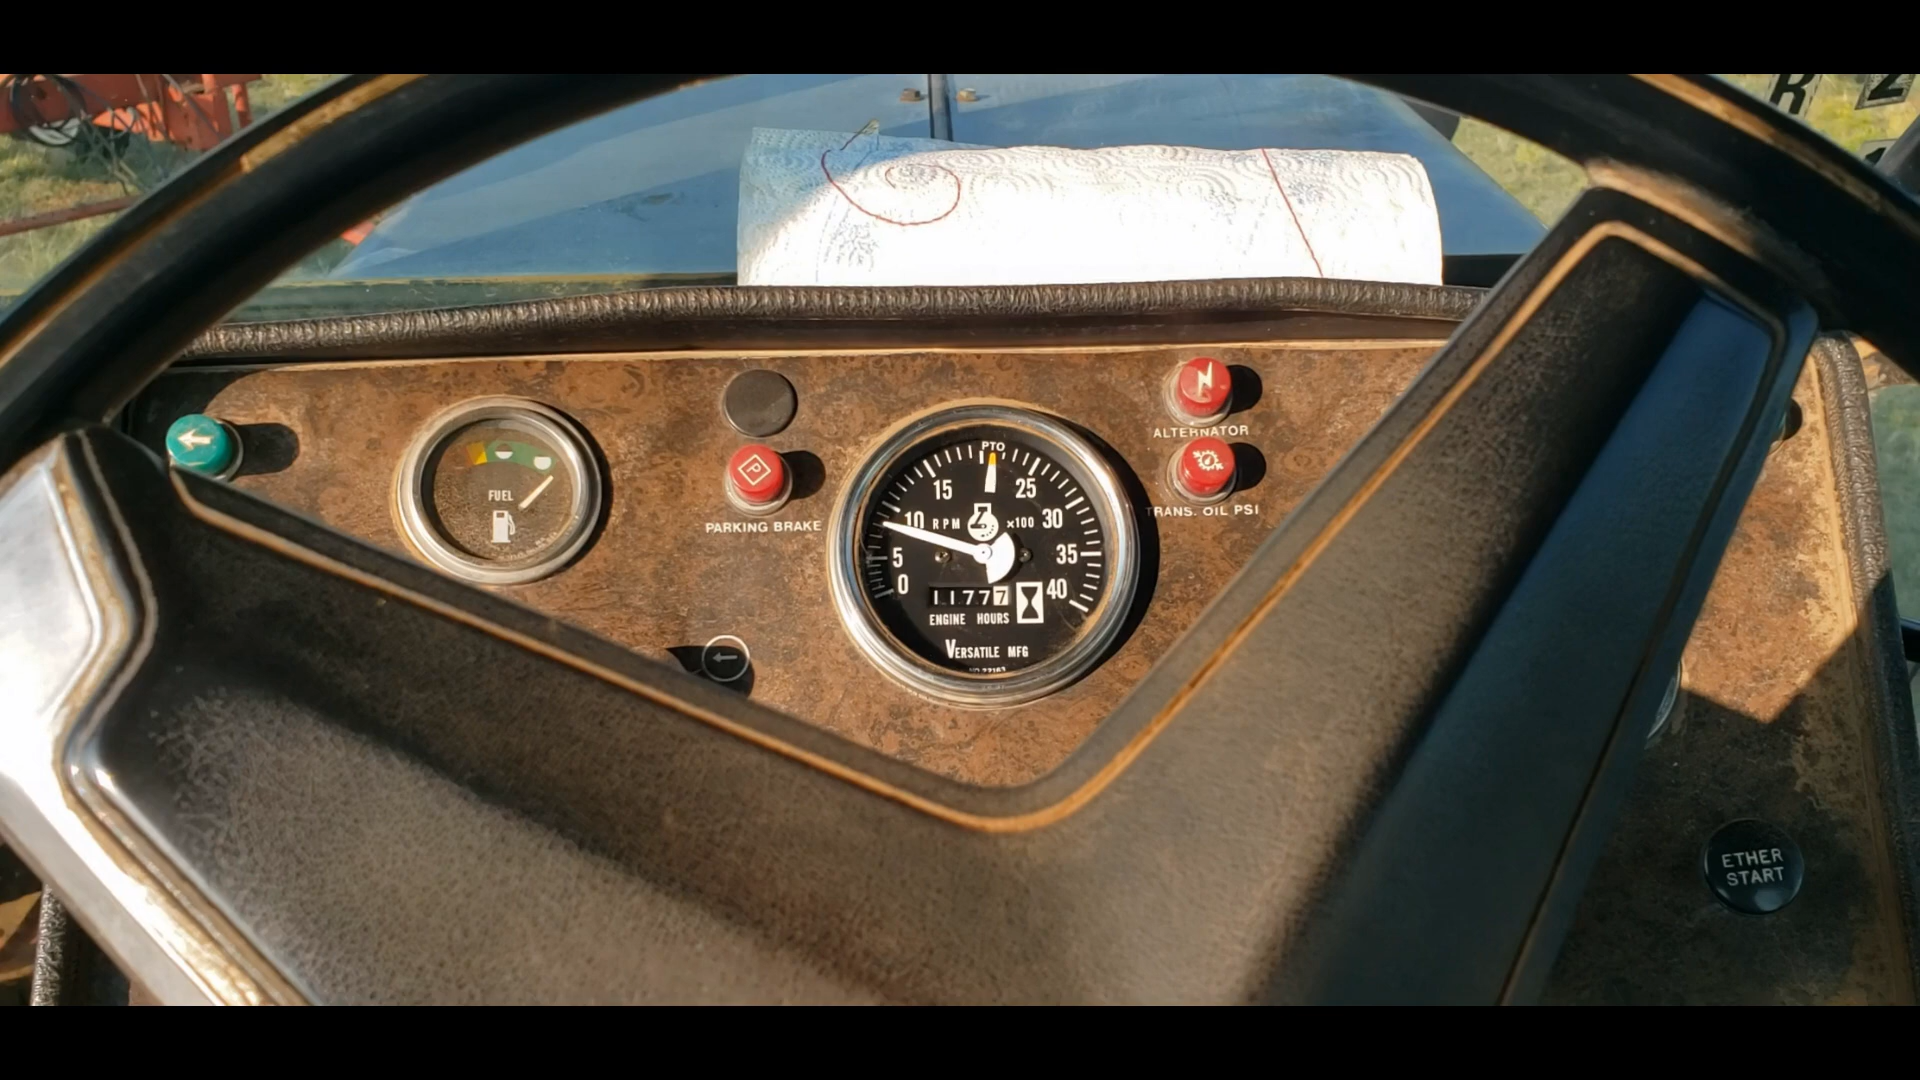 R 2
FUEL
P
PARKING BRAKE
PTO
15 25
10 RPM x100 30
5 35
0 40
11777
ENGINE HOURS
VERSATILE MFG
ALTERNATOR
TRANS. OIL PSI
ETHER
START